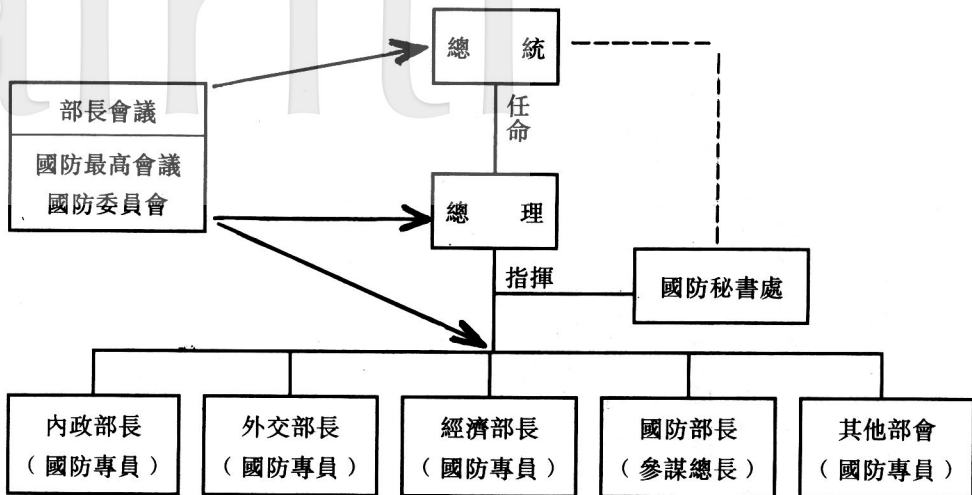 總統
部長會議
任命
國防最高會議
國防委員會
總理
指揮
國防秘書處
內政部長
（國防專員）
外交部長
（國防專員）
經濟部長
（國防專員）
國防部長
（參謀總長）
其他部會
（國防專員）